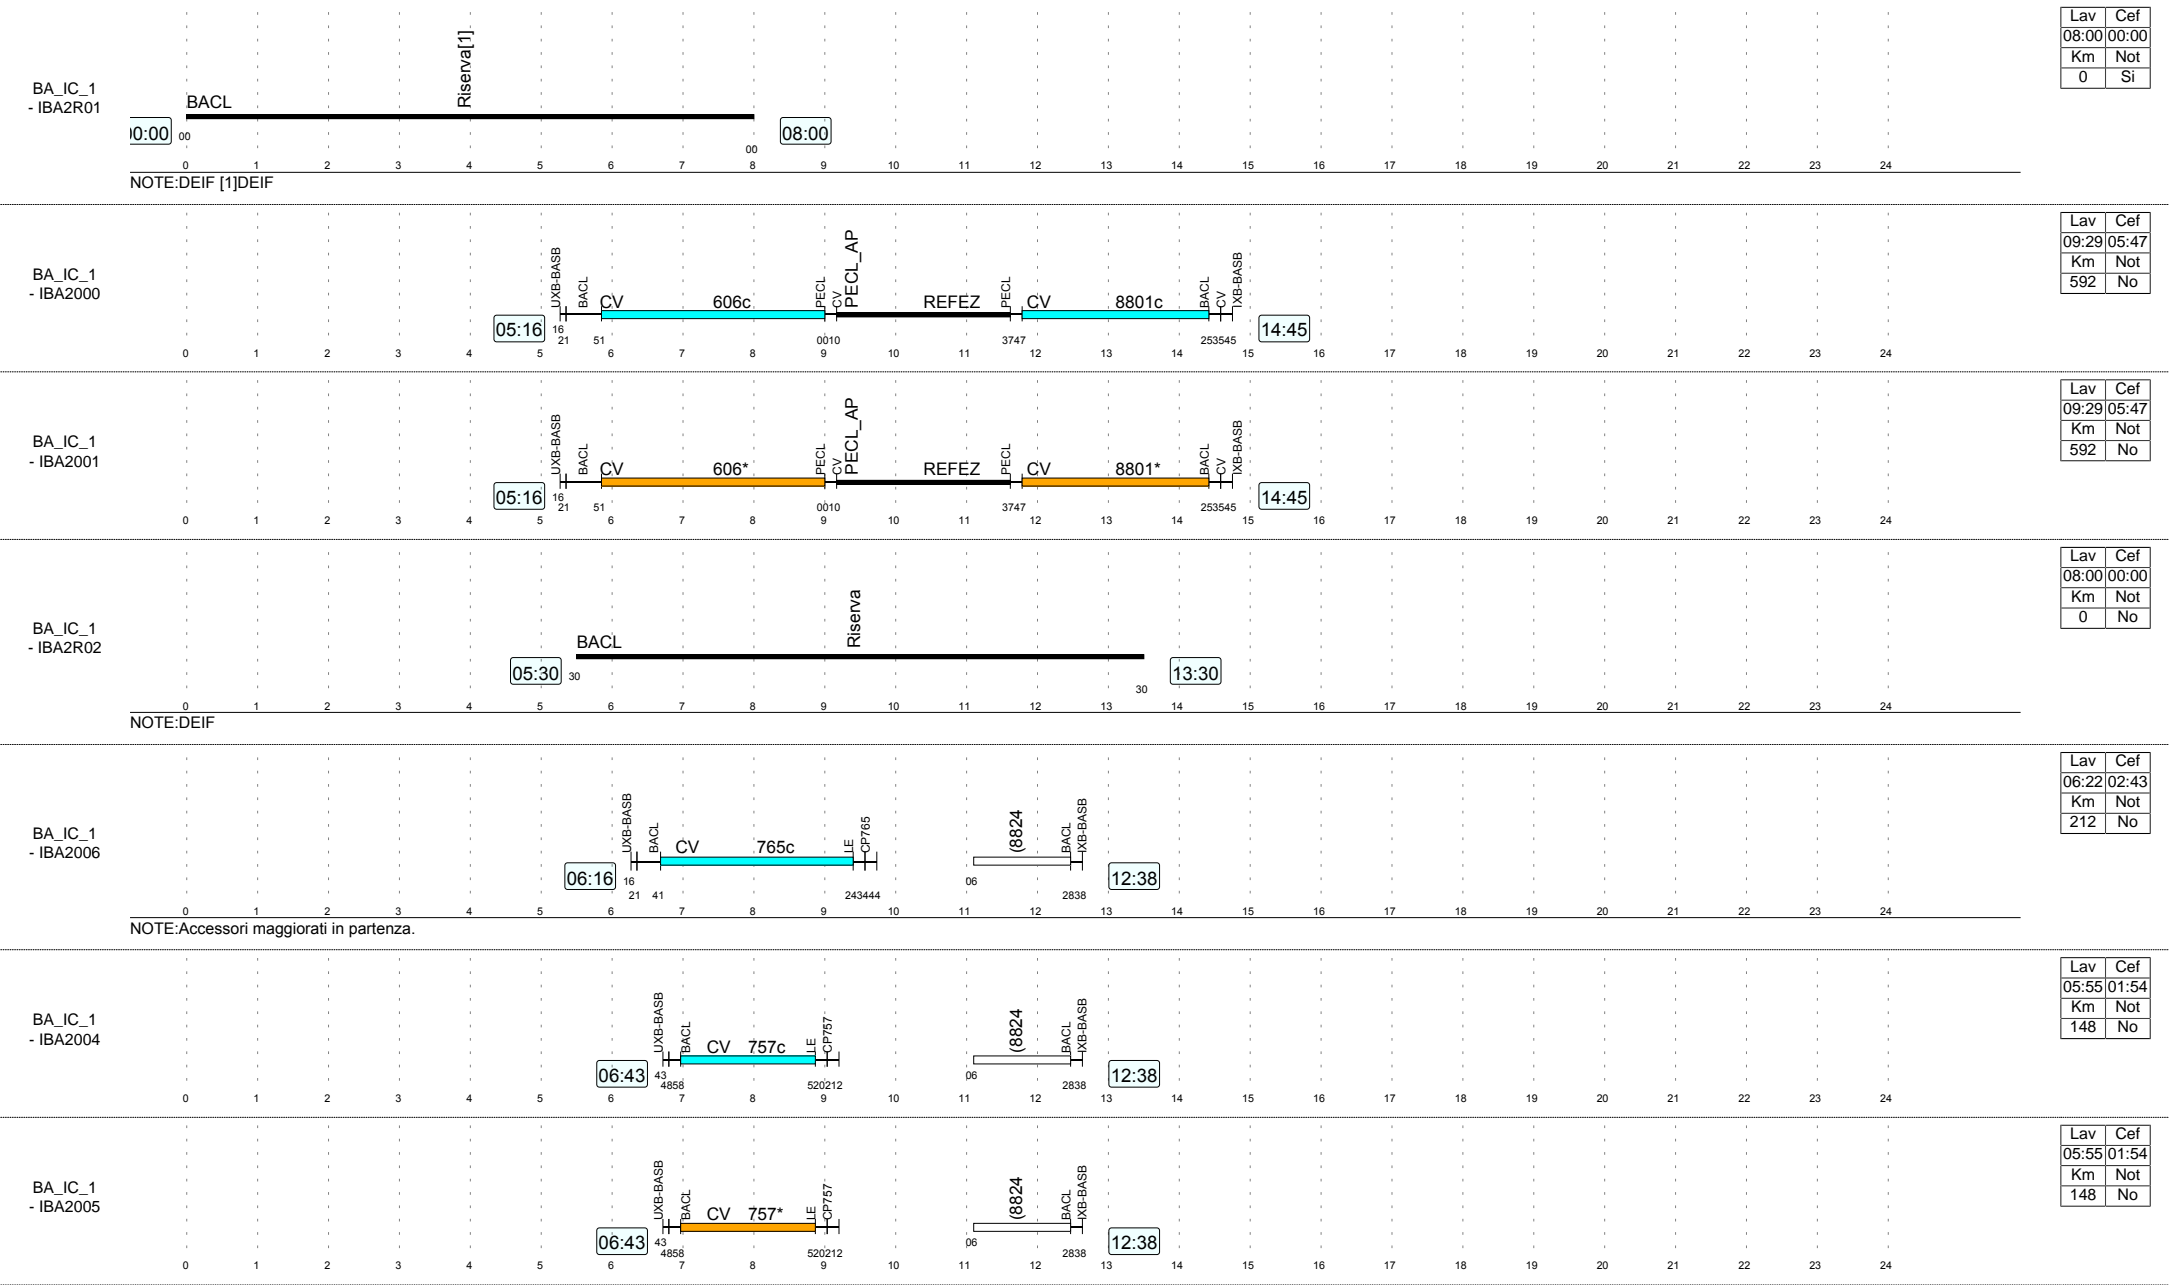 Lav Cef
08:00 00:00
Km Not
0 Si
BA_IC_1
- IBA2R01
BACL
Riserva[1]
00:00 00
08:00
00
0 1 2 3 4 5 6 7 8 9 10 11 12 13 14 15 16 17 18 19 20 21 22 23 24
NOTE:DEIF [1]DEIF
Lav Cef
09:29 05:47
Km Not
592 No
BA_IC_1
- IBA2000
UXB-BASB BACL CV 606c PECL CV PECL_AP REFEZ PECL CV 8801c BACL CV IXB-BASB
05:16 16 21 51 0010 3747 253545 14:45
0 1 2 3 4 5 6 7 8 9 10 11 12 13 14 15 16 17 18 19 20 21 22 23 24
Lav Cef
09:29 05:47
Km Not
592 No
BA_IC_1
- IBA2001
UXB-BASB BACL CV 606* PECL CV PECL_AP REFEZ PECL CV 8801* BACL CV IXB-BASB
05:16 16 21 51 0010 3747 253545 14:45
0 1 2 3 4 5 6 7 8 9 10 11 12 13 14 15 16 17 18 19 20 21 22 23 24
Lav Cef
08:00 00:00
Km Not
0 No
BA_IC_1
- IBA2R02
BACL
Riserva
05:30 30
13:30
30
0 1 2 3 4 5 6 7 8 9 10 11 12 13 14 15 16 17 18 19 20 21 22 23 24
NOTE:DEIF
Lav Cef
06:22 02:43
Km Not
212 No
BA_IC_1
- IBA2006
UXB-BASB BACL CV 765c LE CP765 (8824 BACL IXB-BASB
06:16 16 21 41 243444 06 2838 12:38
0 1 2 3 4 5 6 7 8 9 10 11 12 13 14 15 16 17 18 19 20 21 22 23 24
NOTE:Accessori maggiorati in partenza.
Lav Cef
05:55 01:54
Km Not
148 No
BA_IC_1
- IBA2004
UXB-BASB BACL CV 757c LE CP757 (8824 BACL IXB-BASB
06:43 43 4858 520212 06 2838 12:38
0 1 2 3 4 5 6 7 8 9 10 11 12 13 14 15 16 17 18 19 20 21 22 23 24
Lav Cef
05:55 01:54
Km Not
148 No
BA_IC_1
- IBA2005
UXB-BASB BACL CV 757* LE CP757 (8824 BACL IXB-BASB
06:43 43 4858 520212 06 2838 12:38
0 1 2 3 4 5 6 7 8 9 10 11 12 13 14 15 16 17 18 19 20 21 22 23 24